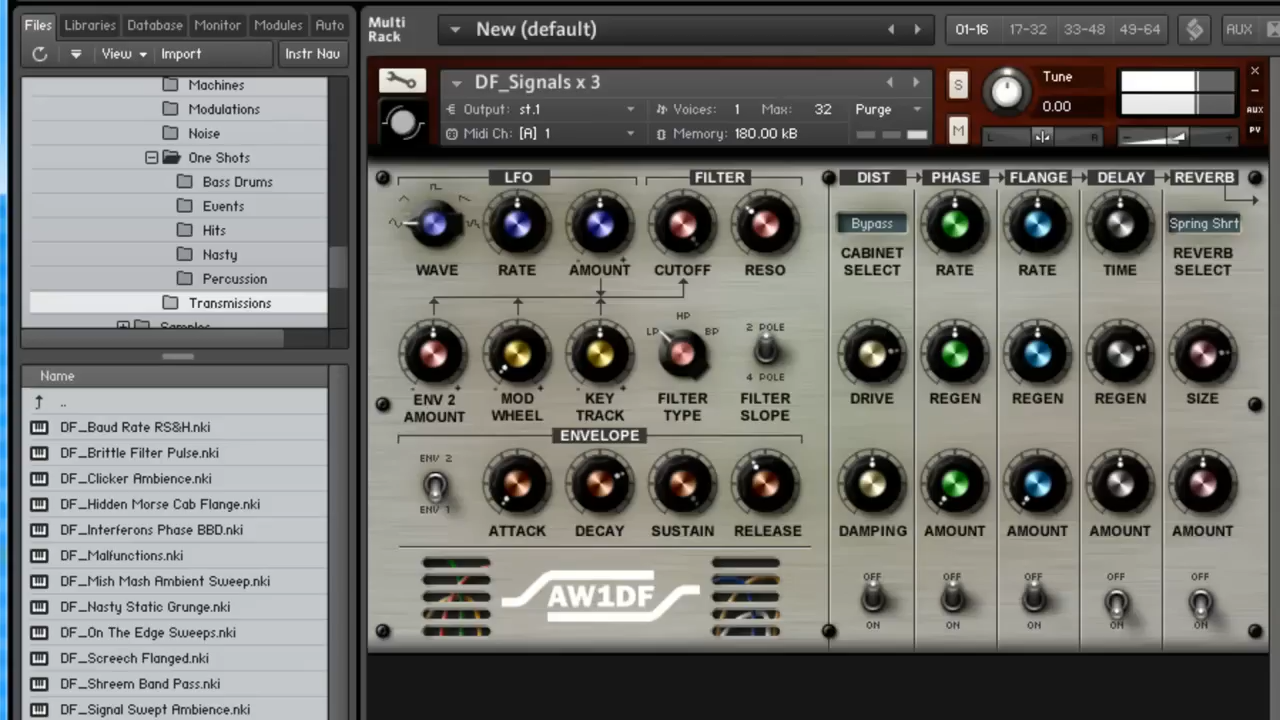 Files Libraries Database Monitor Modules Auto
View Import Instr Nav
Machines
Modulations
Noise
One Shots
Bass Drums
Events
Hits
Nasty
Percussion
Transmissions
Samples
Name
..
DF_Baud Rate RS&H.nki
DF_Brittle Filter Pulse.nki
DF_Clicker Ambience.nki
DF_Hidden Morse Cab Flange.nki
DF_Interferons Phase BBD.nki
DF_Malfunctions.nki
DF_Mish Mash Ambient Sweep.nki
DF_Nasty Static Grunge.nki
DF_On The Edge Sweeps.nki
DF_Screech Flanged.nki
DF_Shreem Band Pass.nki
DF_Signal Swept Ambience.nki
Multi
Rack
New (default)
01-16 17-32 33-48 49-64 AUX
DF_Signals x 3
S
Tune
Output: st.1 Voices: 1 Max: 32 Purge
0.00
AUX
Midi Ch: [A] 1 Memory: 180.00 kB
M
L R - +
PV
LFO FILTER DIST PHASE FLANGE DELAY REVERB
Bypass Spring Shrt
WAVE RATE AMOUNT CUTOFF RESO
CABINET
SELECT
RATE RATE TIME
REVERB
SELECT
LP HP BP
2 POLE
4 POLE
ENV 2
AMOUNT
MOD
WHEEL
KEY
TRACK
FILTER
TYPE
FILTER
SLOPE
DRIVE REGEN REGEN REGEN SIZE
ENVELOPE
ENV 2
ENV 1
ATTACK DECAY SUSTAIN RELEASE DAMPING AMOUNT AMOUNT AMOUNT AMOUNT
AW1DF
OFF OFF OFF OFF OFF
ON ON ON ON ON